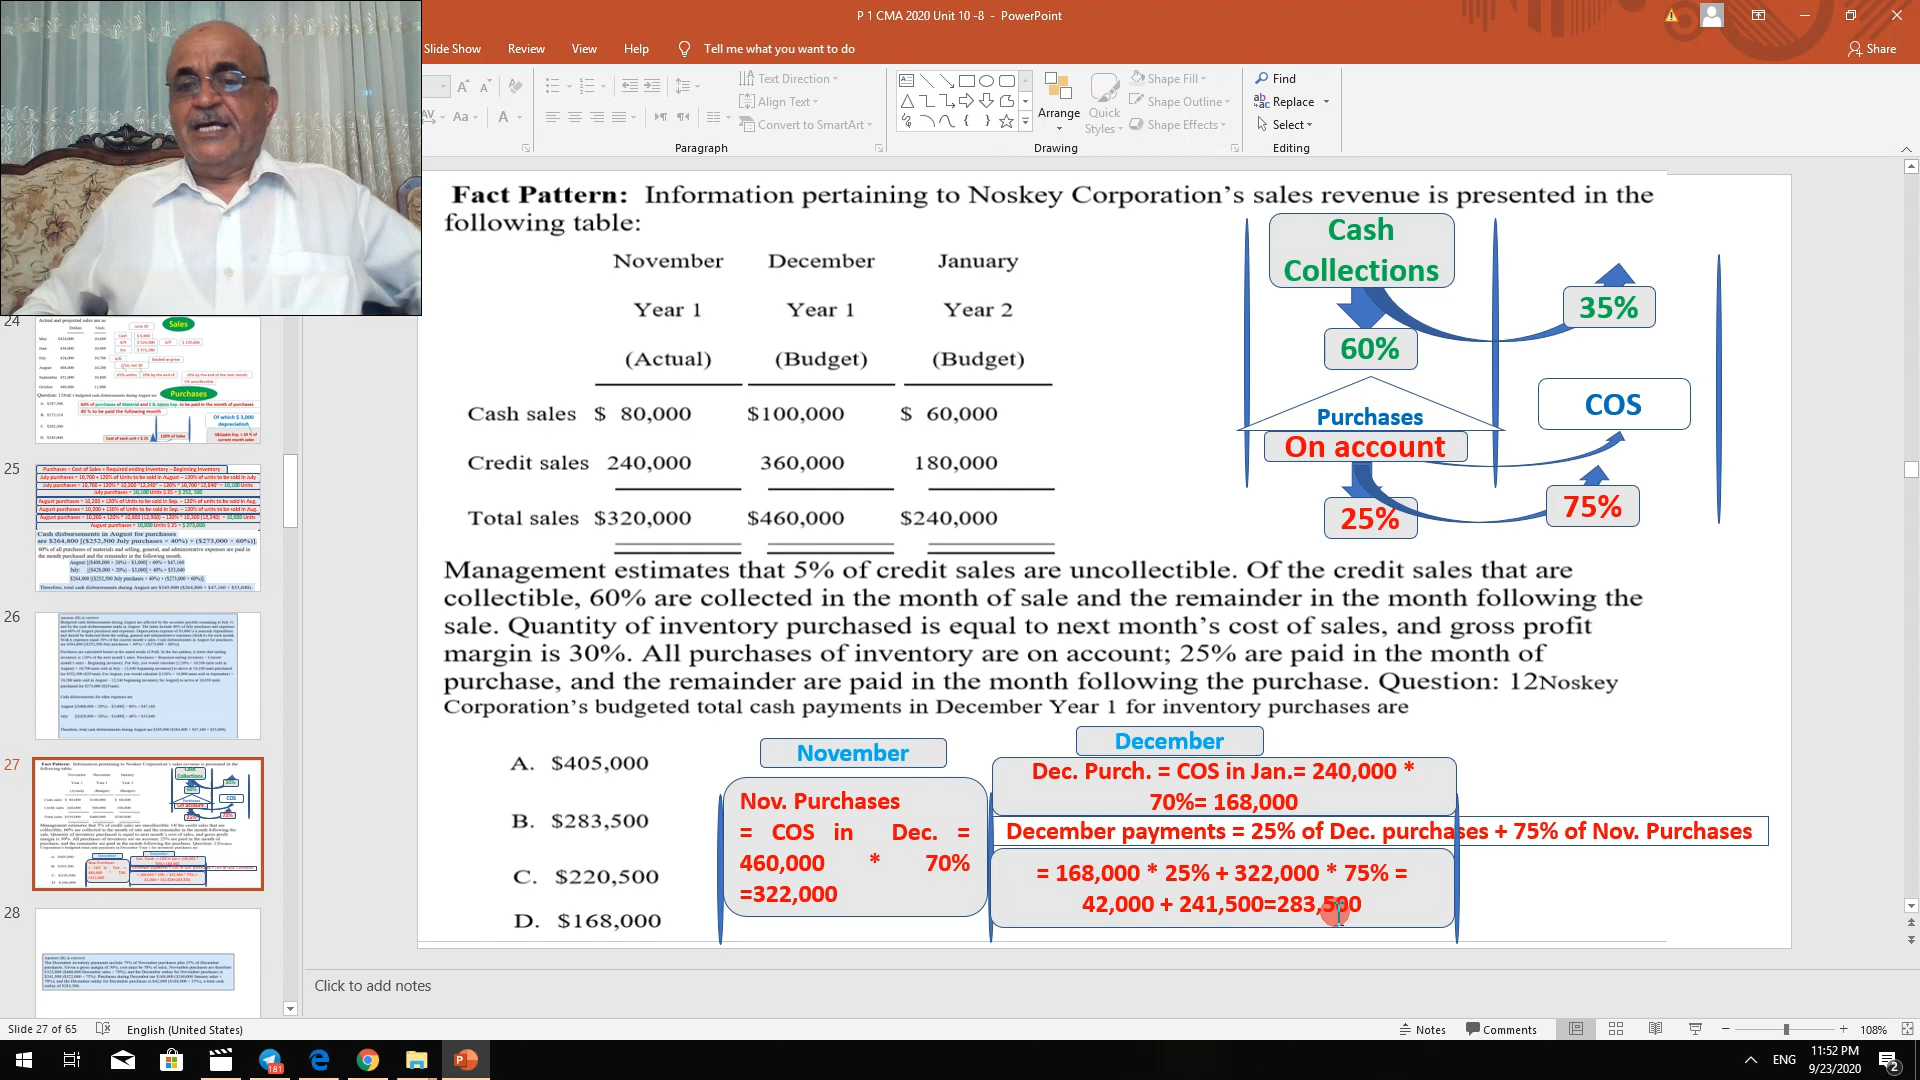 P 1 CMA 2020 Unit 10 -8 - PowerPoint
Slide Show Review View Help Tell me what you want to do
Share
Text Direction
Align Text
Convert to SmartArt
Paragraph
Arrange
Quick
Styles
Shape Fill
Shape Outline
Shape Effects
Drawing
Find
Replace
Select
Editing
Fact Pattern: Information pertaining to Noskey Corporation's sales revenue is presented in the
following table:
November December January
Year 1 Year 1 Year 2
(Actual) (Budget) (Budget)
Cash sales $ 80,000 $100,000 $ 60,000
Credit sales 240,000 360,000 180,000
Total sales $320,000 $460,000 $240,000
Cash
Collections
35%
60%
Purchases
On account
COS
25%
75%
Management estimates that 5% of credit sales are uncollectible. Of the credit sales that are
collectible, 60% are collected in the month of sale and the remainder in the month following the
sale. Quantity of inventory purchased is equal to next month's cost of sales, and gross profit
margin is 30%. All purchases of inventory are on account; 25% are paid in the month of
purchase, and the remainder are paid in the month following the purchase. Question: 12Noskey
Corporation's budgeted total cash payments in December Year 1 for inventory purchases are
A. $405,000
B. $283,500
C. $220,500
D. $168,000
November
Nov. Purchases
= COS in Dec. =
460,000 * 70%
=322,000
December
Dec. Purch. = COS in Jan.= 240,000 *
70%= 168,000
December payments = 25% of Dec. purchases + 75% of Nov. Purchases
= 168,000 * 25% + 322,000 * 75% =
42,000 + 241,500=283,500
24
Sales
Purchases
25
26
27
28
Click to add notes
Slide 27 of 65 English (United States)
Notes Comments 108%
181
ENG
11:52 PM
9/23/2020
2